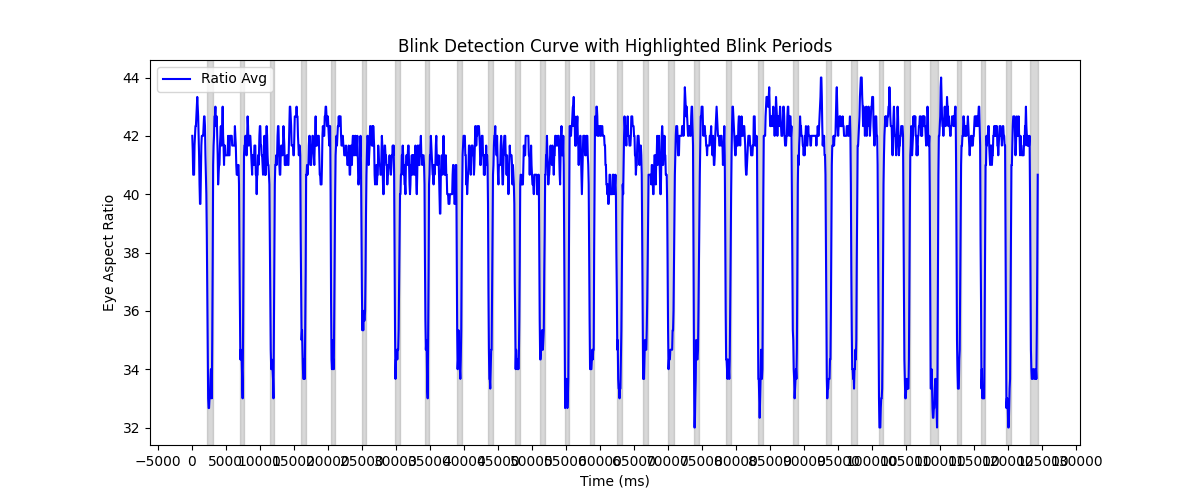 Blink Detection Curve with Highlighted Blink Periods
Ratio Avg
44
42
40
38
36
34
32
Eye Aspect Ratio
−5000 0 5000 10000 15000 20000 25000 30000 35000 40000 45000 50000 55000 60000 65000 70000 75000 80000 85000 90000 95000 100000 105000 110000 115000 120000 125000 130000
Time (ms)